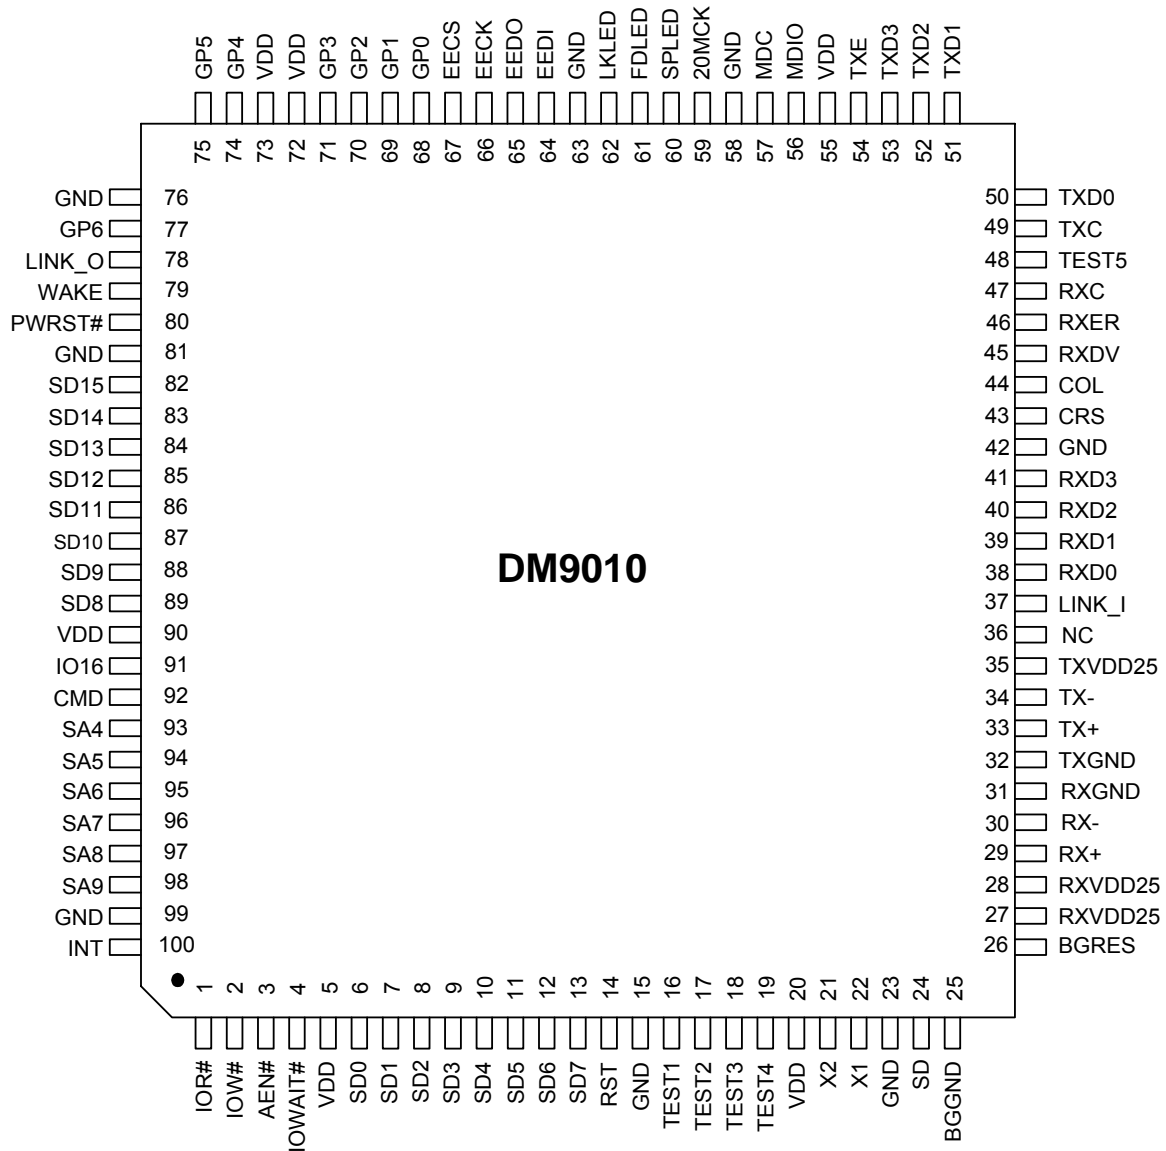 GP5 GP4 VDD VDD GP3 GP2 GP1 GP0 EECS EECK EEDO EEDI GND LKLED FDLED SPLED 20MCK GND MDC MDIO VDD TXE TXD3 TXD2 TXD1
75 74 73 72 71 70 69 68 67 66 65 64 63 62 61 60 59 58 57 56 55 54 53 52 51
GND 76 50 TXD0
GP6 77 49 TXC
LINK_O 78 48 TEST5
WAKE 79 47 RXC
PWRST# 80 46 RXER
GND 81 45 RXDV
SD15 82 44 COL
SD14 83 43 CRS
SD13 84 42 GND
SD12 85 41 RXD3
SD11 86 40 RXD2
SD10 87 39 RXD1
DM9010
SD9 88 38 RXD0
SD8 89 37 LINK_I
VDD 90 36 NC
IO16 91 35 TXVDD25
CMD 92 34 TX-
SA4 93 33 TX+
SA5 94 32 TXGND
SA6 95 31 RXGND
SA7 96 30 RX-
SA8 97 29 RX+
SA9 98 28 RXVDD25
GND 99 27 RXVDD25
INT 100 26 BGRES
1 2 3 4 5 6 7 8 9 10 11 12 13 14 15 16 17 18 19 20 21 22 23 24 25
IOR# IOW# AEN# IOWAIT# VDD SD0 SD1 SD2 SD3 SD4 SD5 SD6 SD7 RST GND TEST1 TEST2 TEST3 TEST4 VDD X2 X1 GND SD BGGND